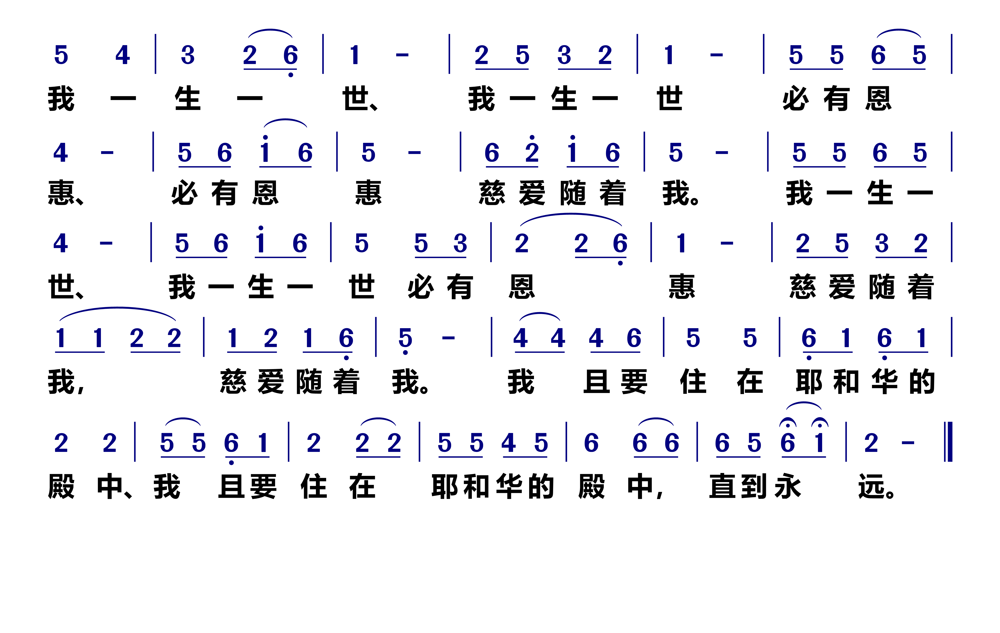 5 4 | 3 2 6̣ | 1 - | 2 5 3 2 | 1 - | 5 5 6 5 |
我 一 生 一 世、 我 一 生 一 世 必 有 恩
4 - | 5 6 1̇ 6 | 5 - | 6 2̇ 1̇ 6 | 5 - | 5 5 6 5 |
惠、 必 有 恩 惠 慈 爱 随 着 我。 我 一 生 一
4 - | 5 6 1̇ 6 | 5 5 3 | 2 2 6̣ | 1 - | 2 5 3 2 |
世、 我 一 生 一 世 必 有 恩 惠 慈 爱 随 着
1 1 2 2 | 1 2 1 6̣ | 5̣ - | 4 4 4 6 | 5 5 | 6̣ 1 6̣ 1 |
我, 慈 爱 随 着 我。 我 且 要 住 在 耶 和 华 的
2 2 | 5 5 6̣ 1 | 2 2 2 | 5 5 4 5 | 6 6 6 | 6 5 6 1 | 2 - ‖
殿 中、 我 且 要 住 在 耶 和 华 的 殿 中, 直 到 永 远。